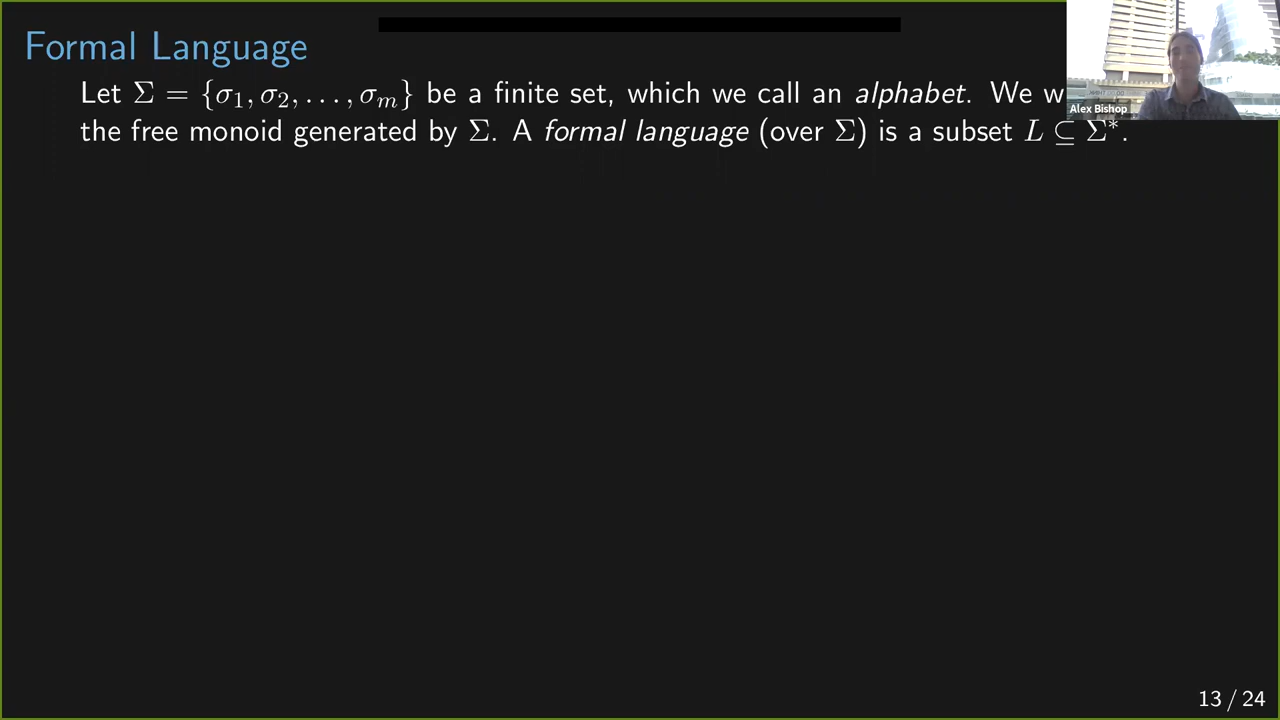 Formal Language
Let Σ = {σ₁, σ₂, . . . , σₘ} be a finite set, which we call an alphabet. We w
the free monoid generated by Σ. A formal language (over Σ) is a subset L ⊆ Σ*.
Alex Bishop
13 / 24